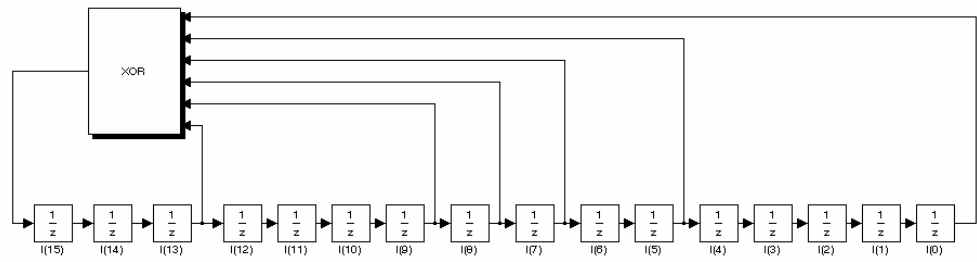 XOR
1 1 1 1 1 1 1 1 1 1 1 1 1 1 1 1
z z z z z z z z z z z z z z z z
I(15) I(14) I(13) I(12) I(11) I(10) I(9) I(8) I(7) I(6) I(5) I(4) I(3) I(2) I(1) I(0)